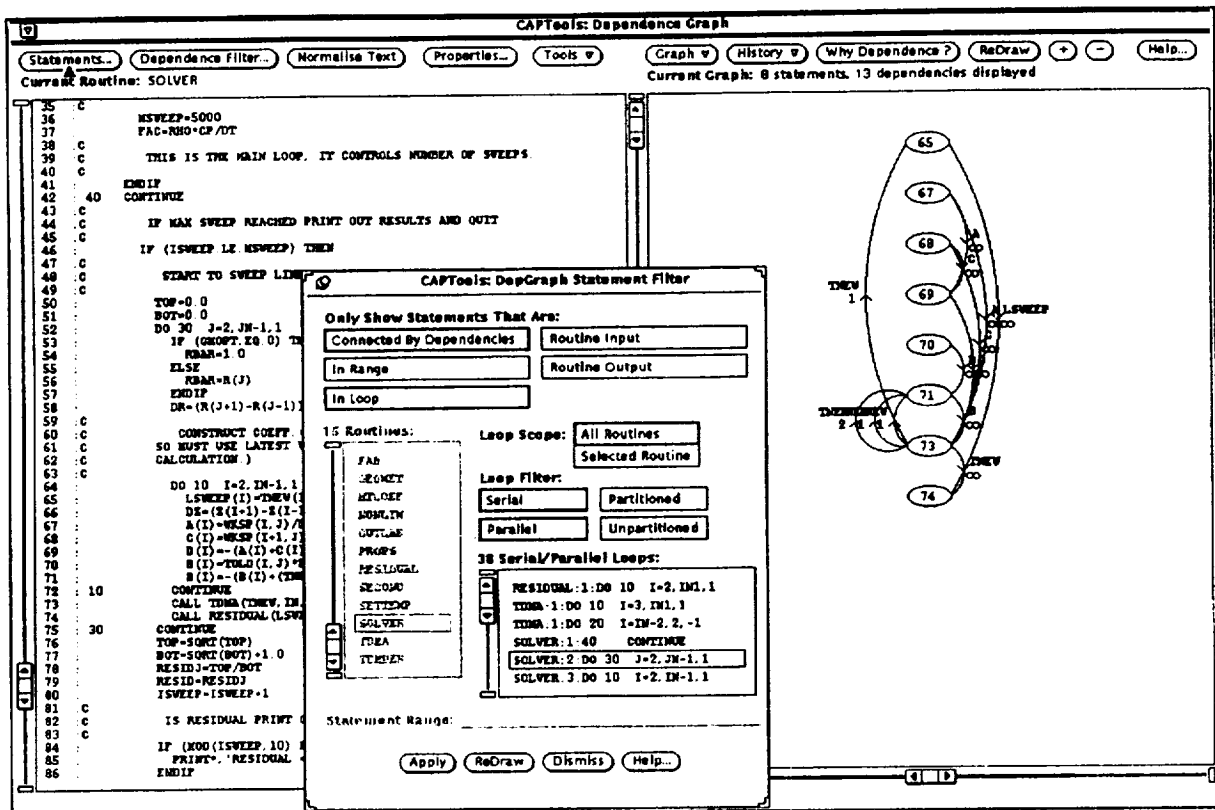 CAPTools: Dependence Graph
Statements... Dependence Filter... Normalise Text Properties... Tools Graph History Why Dependence ? ReDraw + - Help...
Current Routine: SOLVER
Current Graph: 8 statements, 13 dependencies displayed
35 C
36 MSWEEP=5000
37 FAC=RHO*CP/DT
38 C
39 C THIS IS THE MAIN LOOP, IT CONTROLS NUMBER OF SWEEPS.
40 C
41 ENDIF
42 40 CONTINUE
43 C
44 C IF MAX SWEEP REACHED PRINT OUT RESULTS AND QUIT
45 C
46 IF (ISWEEP.LE.MSWEEP) THEN
47 C
48 C START TO SWEEP
49 C
50 TOP=0.0
51 BOT=0.0
52 DO 30 J=2,JN-1,1
53 IF (GKOPT.EQ.0)
54 RBAR=1.0
55 ELSE
56 RBAR=R(J)
57 ENDIF
58 DR=(R(J+1)-R(J-1))
59 C
60 C CONSTRUCT COEFF.
61 C SO MUST USE LATEST
62 C CALCULATION.)
63 C
64 DO 10 I=2,IN-1,1
65 LSWEEP(I)=TNEW(
66 DZ=(Z(I+1)-Z(I-
67 A(I)=WKSP(I,J)/
68 C(I)=WKSP(I+1,J
69 D(I)=-(A(I)+C(I)
70 B(I)=TOLD(I,J)*
71 B(I)=-(B(I)+(
72 10 CONTINUE
73 CALL TDMA(TNEW,IN,
74 CALL RESIDUAL(
75 30 CONTINUE
76 TOP=SQRT(TOP)
77 BOT=SQRT(BOT)+1.0
78 RESIDJ=TOP/BOT
79 RESID=RESIDJ
80 ISWEEP=ISWEEP+1
81 C
82 C IS RESIDUAL PRINT
83 C
84 IF (MOD(ISWEEP,10)
85 PRINT*,'RESIDUAL
86 ENDIF
CAPTools: DepGraph Statement Filter
Only Show Statements That Are:
Connected By Dependencies Routine Input
In Range Routine Output
In Loop
15 Routines:
FAB
GEOMET
NONLIN
OUTLAE
PROPS
RESIDUAL
SECOND
SETTEMP
SOLVER
Loop Scope: All Routines
Selected Routine
Loop Filter:
Serial Partitioned
Parallel Unpartitioned
38 Serial/Parallel Loops:
RESIDUAL:1:DO 10 I=2,IN1,1
TDMA:1:DO 10 I=3,IN1,1
TDMA:1:DO 20 I=IN-2,2,-1
SOLVER:1:40 CONTINUE
SOLVER:2:DO 30 J=2,JN-1,1
SOLVER:3:DO 10 I=2,IN-1,1
Statement Range:
Apply ReDraw Dismiss Help...
65
67
A
68
C
69
TNEW
1
LSWEEP
70
71
B
2 1 1
73
TNEW
74